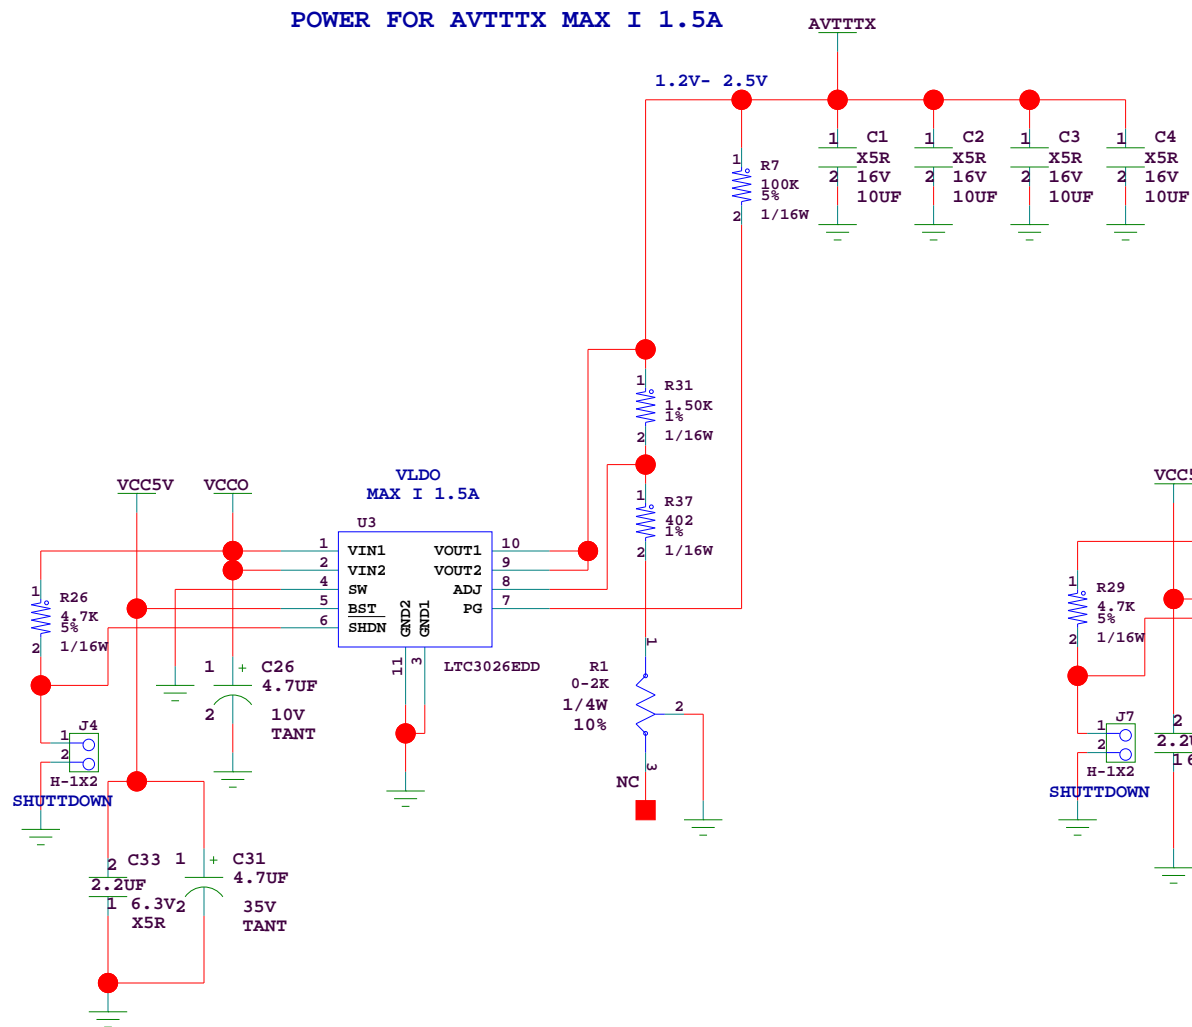 POWER FOR AVTTTX MAX I 1.5A
AVTTTX
1.2V- 2.5V
1 C1
X5R
2 16V
10UF
1 C2
X5R
2 16V
10UF
1 C3
X5R
2 16V
10UF
1 C4
X5R
2 16V
10UF
1 R7
100K
5%
2 1/16W
1 R31
1.50K
1%
2 1/16W
1 R37
402
1%
2 1/16W
VCC5V
VCCO
VLDO
MAX I 1.5A
U3
1 VIN1 VOUT1 10
2 VIN2 VOUT2 9
4 SW ADJ 8
5 BST PG 7
6 SHDN
GND2
GND1
11
3
LTC3026EDD
1 R26
4.7K
5%
2 1/16W
1 + C26
4.7UF
2 10V
TANT
J4
1
2
H-1X2
SHUTTDOWN
R1
0-2K
1/4W
10%
1
2
3
NC
2 C33
2.2UF
1 6.3V
X5R
1 + C31
4.7UF
2 35V
TANT
VCC5
1 R29
4.7K
5%
2 1/16W
J7
1
2
H-1X2
SHUTTDOWN
2
2.2U
1 6